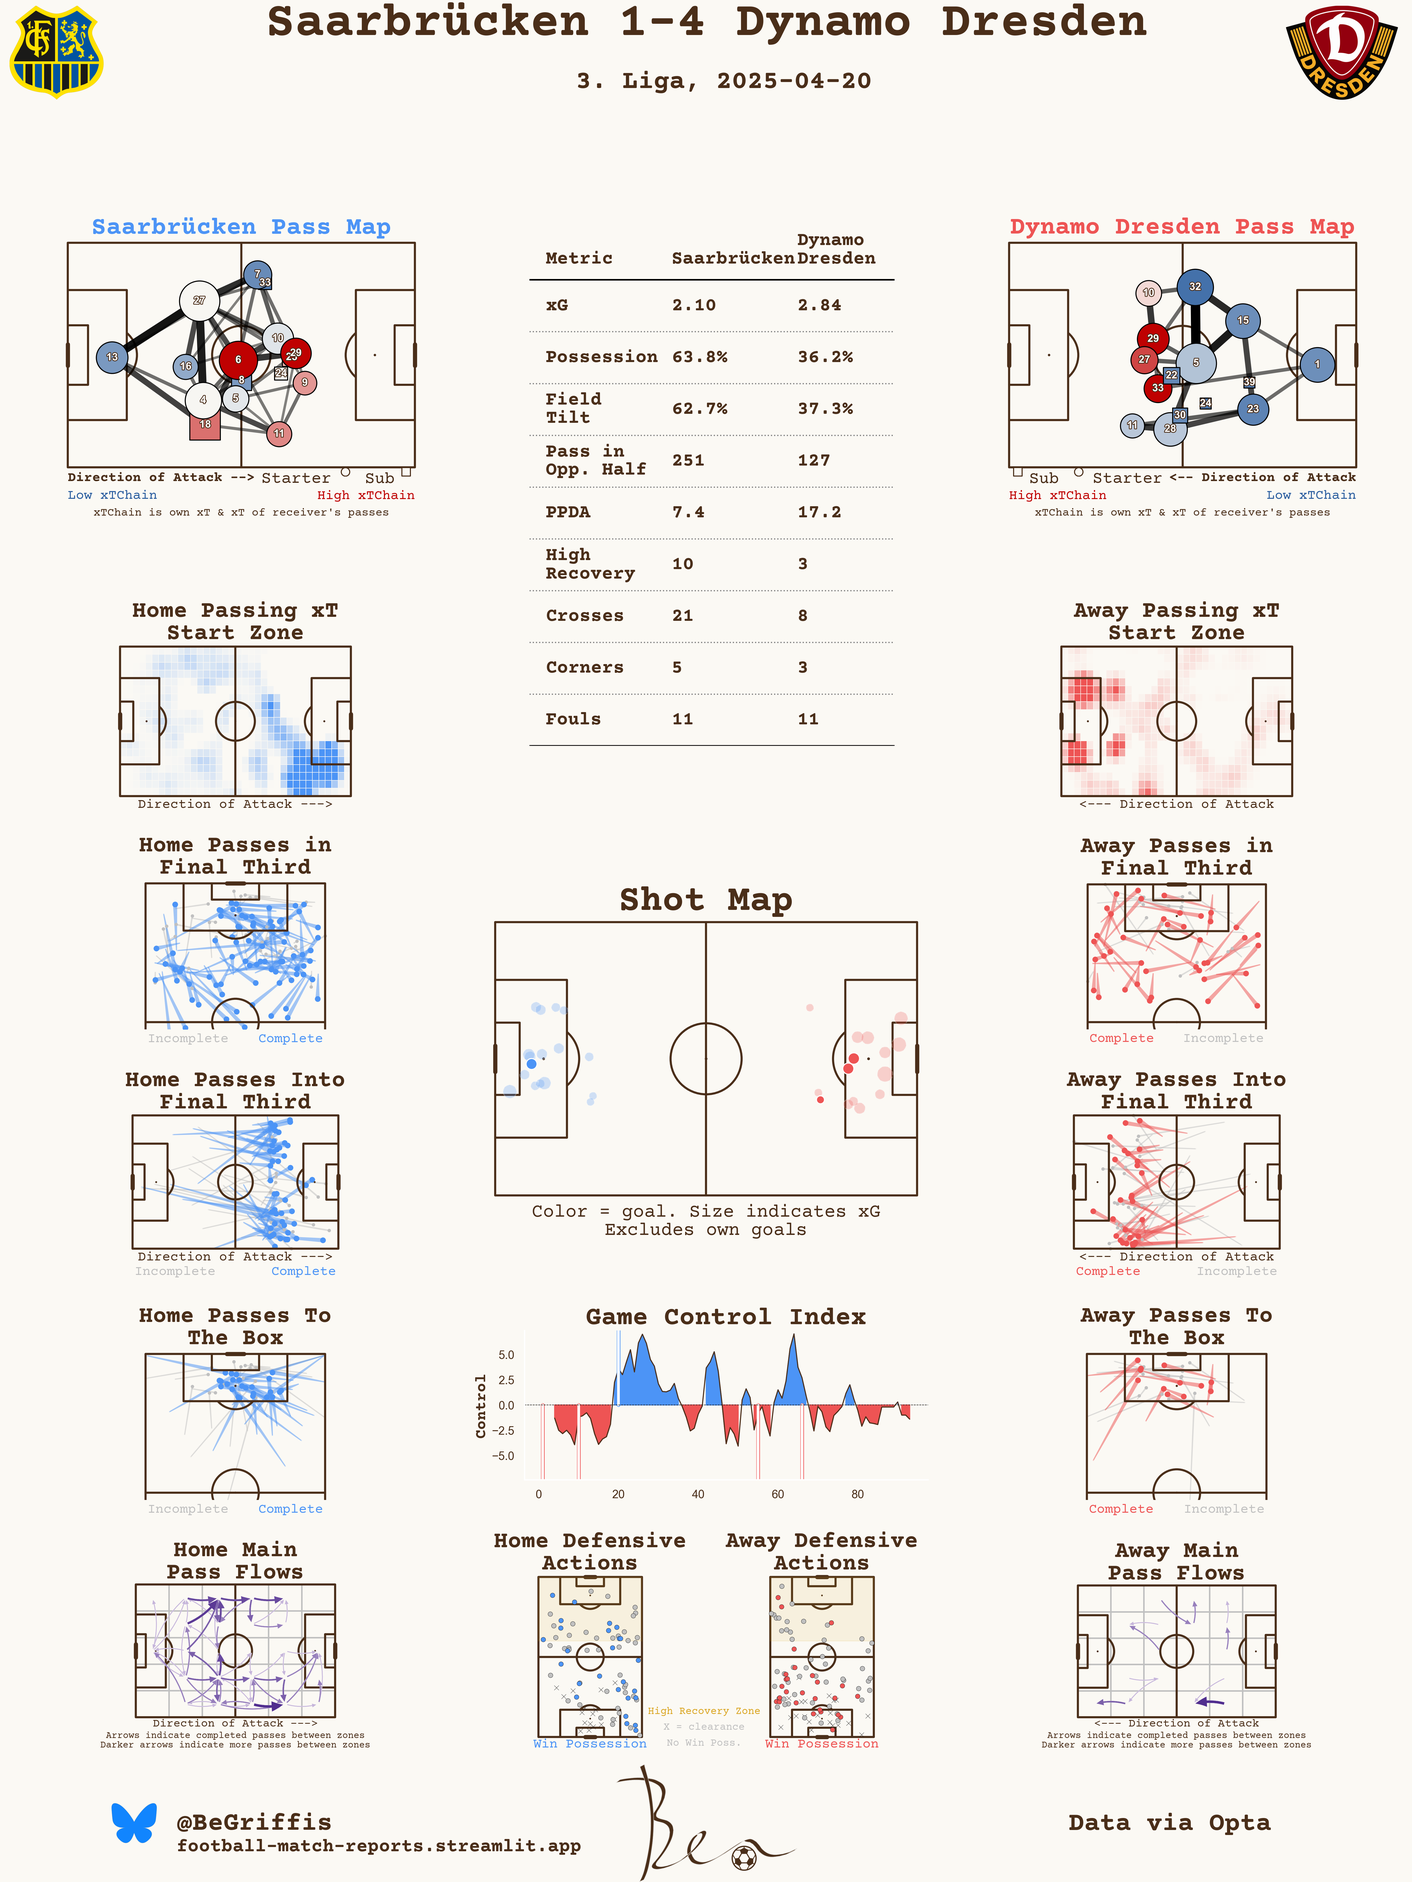 Saarbrücken 1-4 Dynamo Dresden
3. Liga, 2025-04-20
DRESDEN
Saarbrücken Pass Map
7
33
27
10
13
6
29
16
8
24
9
4
5
18
11
Direction of Attack --> Starter Sub
Low xTChain High xTChain
xTChain is own xT & xT of receiver's passes
Metric Saarbrücken Dynamo
Dresden
xG 2.10 2.84
Possession 63.8% 36.2%
Field
Tilt 62.7% 37.3%
Pass in
Opp. Half 251 127
PPDA 7.4 17.2
High
Recovery 10 3
Crosses 21 8
Corners 5 3
Fouls 11 11
Dynamo Dresden Pass Map
10
32
15
29
27
5
1
22
33
39
24
23
30
11
28
Sub Starter <-- Direction of Attack
High xTChain Low xTChain
xTChain is own xT & xT of receiver's passes
Home Passing xT
Start Zone
Direction of Attack --->
Away Passing xT
Start Zone
<--- Direction of Attack
Home Passes in
Final Third
Incomplete Complete
Away Passes in
Final Third
Complete Incomplete
Shot Map
Color = goal. Size indicates xG
Excludes own goals
Home Passes Into
Final Third
Direction of Attack --->
Incomplete Complete
Away Passes Into
Final Third
<--- Direction of Attack
Complete Incomplete
Home Passes To
The Box
Incomplete Complete
Game Control Index
Control
5.0
2.5
0.0
−2.5
−5.0
0 20 40 60 80
Away Passes To
The Box
Complete Incomplete
Home Main
Pass Flows
Direction of Attack --->
Arrows indicate completed passes between zones
Darker arrows indicate more passes between zones
Home Defensive
Actions
Win Possession
High Recovery Zone
X = clearance
No Win Poss.
Away Defensive
Actions
Win Possession
Away Main
Pass Flows
<--- Direction of Attack
Arrows indicate completed passes between zones
Darker arrows indicate more passes between zones
@BeGriffis
football-match-reports.streamlit.app
Ben
Data via Opta